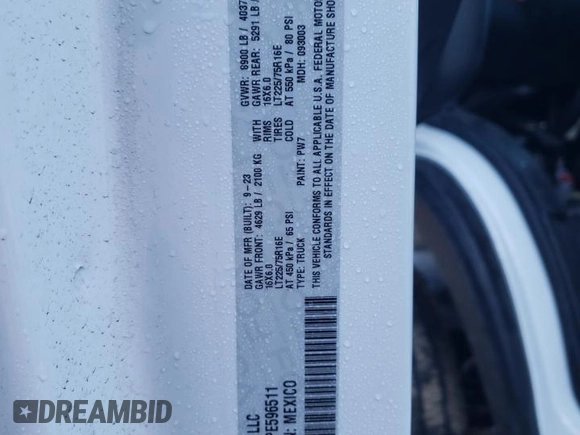 LLC
PE596511
N: MEXICO
DATE OF MFR (BUILT): 9-23 GVWR: 8900 LB / 4037
GAWR FRONT: 4629 LB / 2100 KG WITH GAWR REAR: 5291 LB /
16X6.0 RIMS 16X6.0
LT225/75R16E TIRES LT225/75R16E
AT 450 kPa / 65 PSI COLD AT 550 kPa / 80 PSI
TYPE: TRUCK PAINT: PW7 MDH: 093003
THIS VEHICLE CONFORMS TO ALL APPLICABLE U.S.A. FEDERAL MOTOR
STANDARDS IN EFFECT ON THE DATE OF MANUFACTURE SHO
DREAMBID